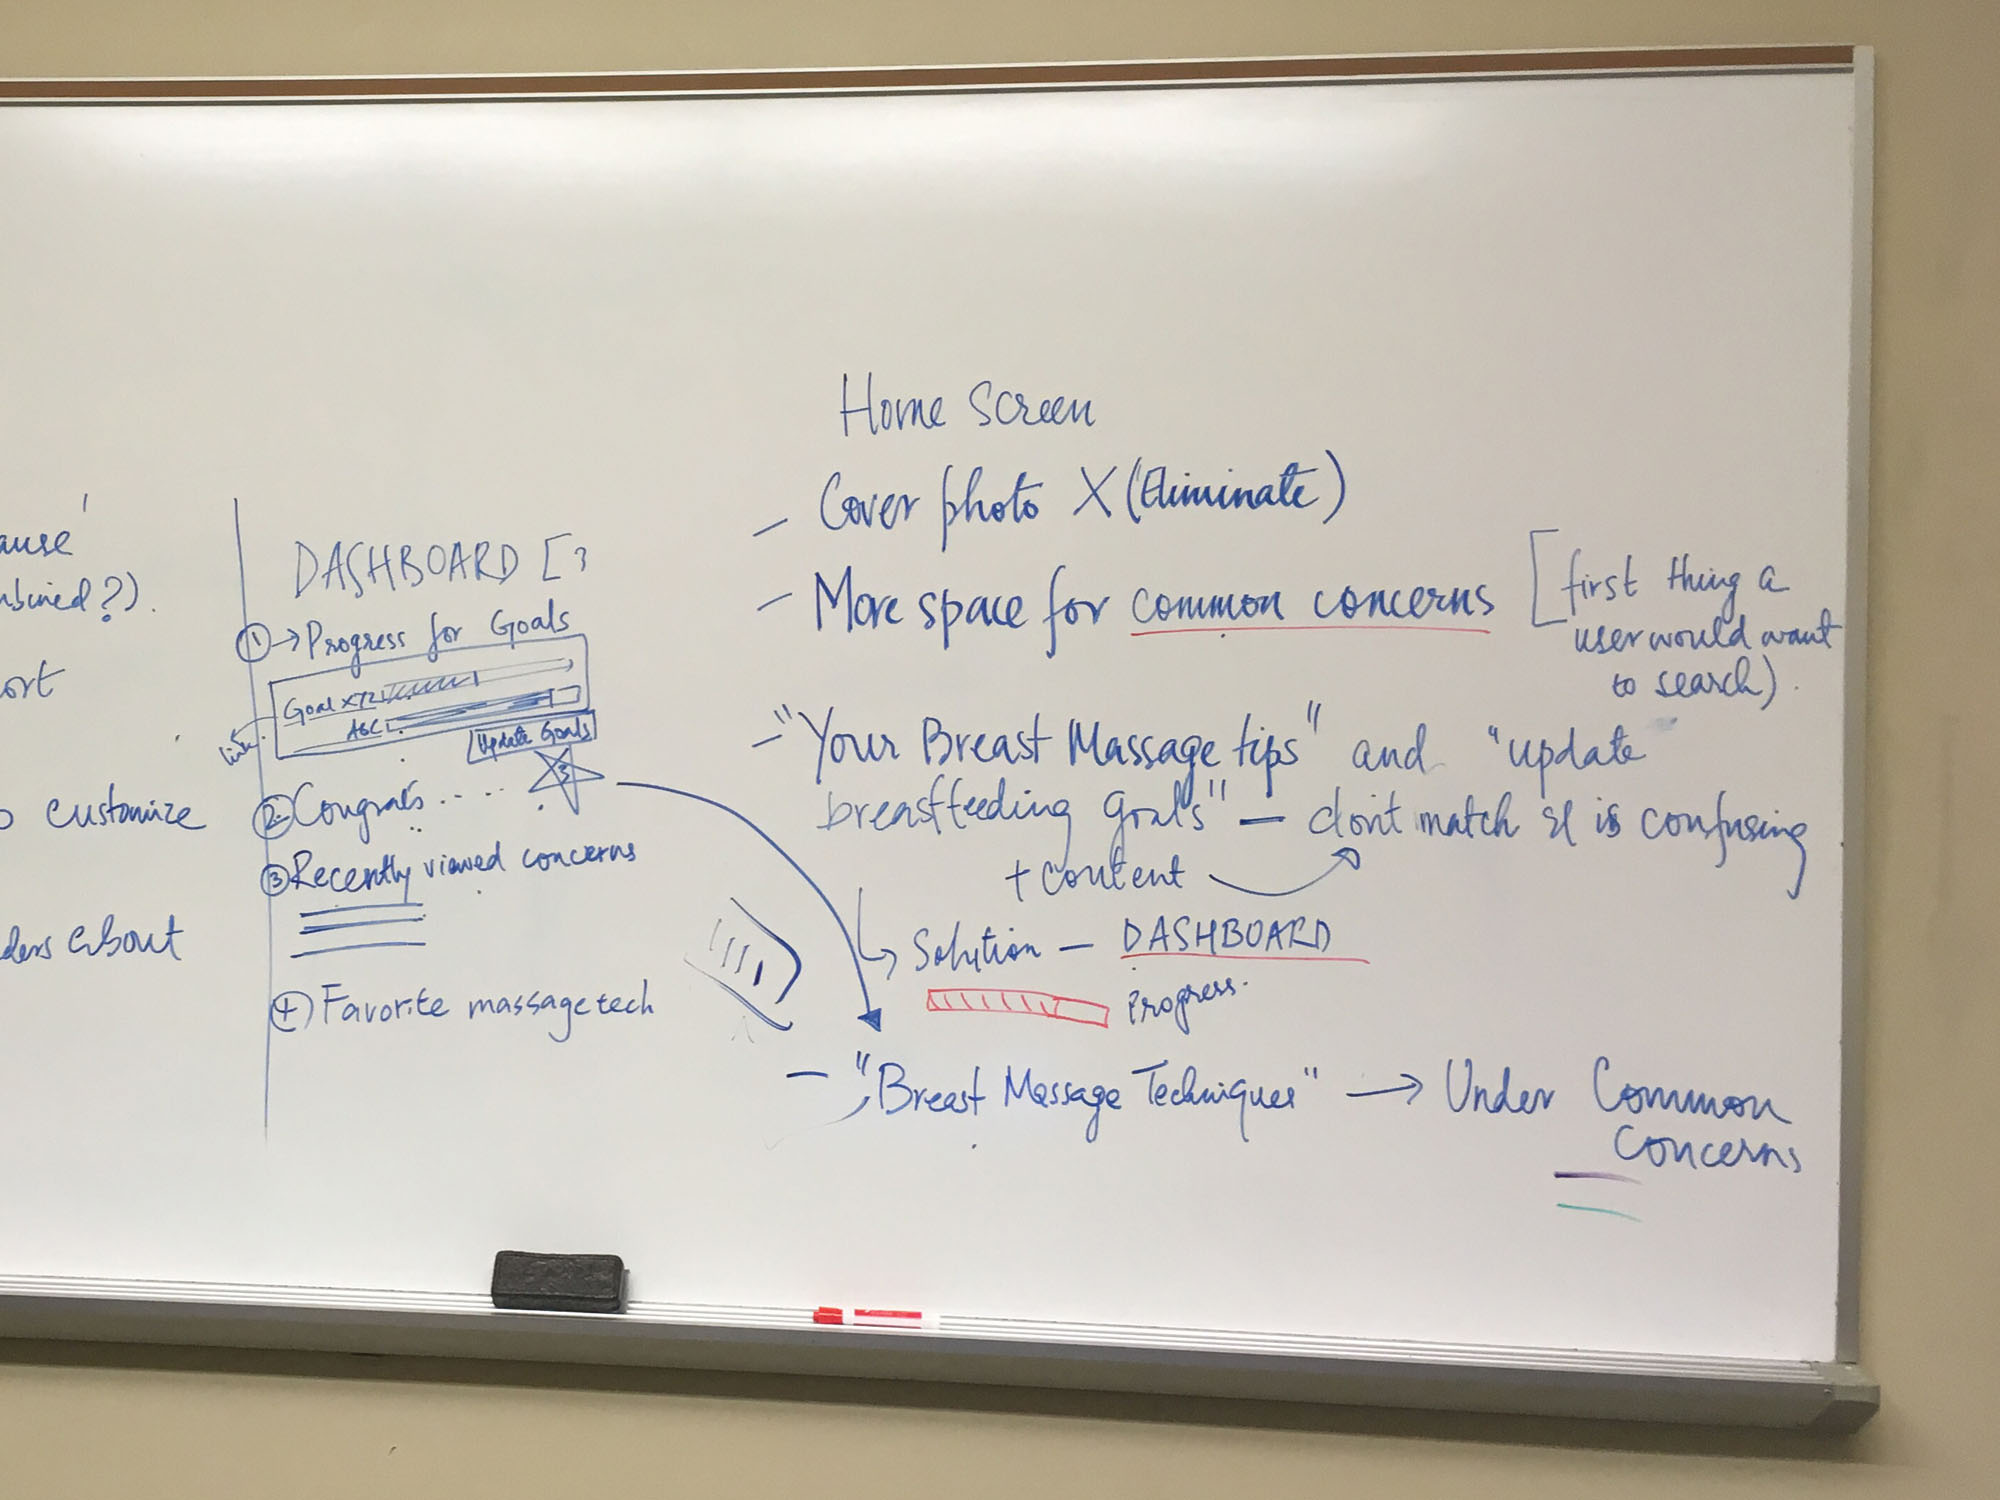 ause
mbined?).
ort
customize
ders about
DASHBOARD [
1 → Progress for Goals
Goal XYZ
ABC
link
Update Goals
2 Congrats .....
3 Recently viewed concerns
4 Favorite massage tech
Home Screen
- Cover photo X (Eliminate)
- More space for common concerns
[first thing a
user would want
to search).
- "Your Breast Massage tips" and "update
breastfeeding goals" — don't match & is confusing
+ content
Solution — DASHBOARD
Progress.
- "Breast Massage Techniques" → Under Common
Concerns